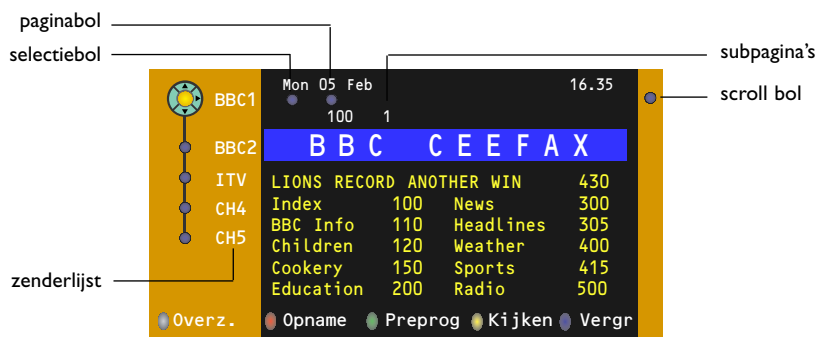 paginabol
selectiebol
subpagina's
scroll bol
zenderlijst
Mon 05 Feb 16.35
100 1
BBC1
BBC2
ITV
CH4
CH5
BBC CEEFAX
LIONS RECORD ANOTHER WIN 430
Index 100 News 300
BBC Info 110 Headlines 305
Children 120 Weather 400
Cookery 150 Sports 415
Education 200 Radio 500
Overz. Opname Preprog Kijken Vergr